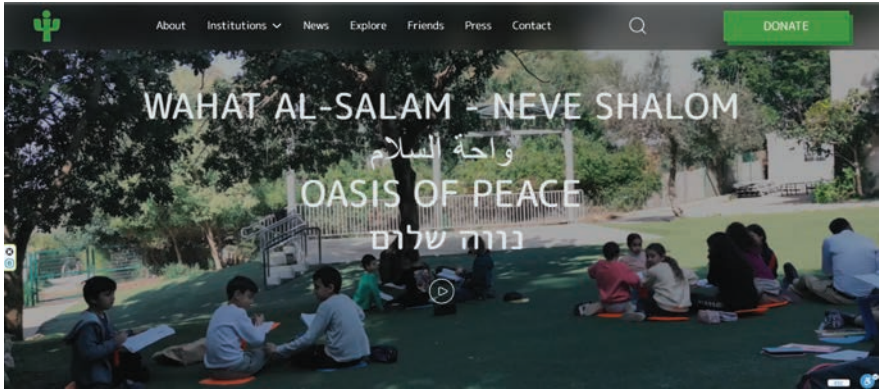 About Institutions News Explore Friends Press Contact DONATE
WAHAT AL-SALAM - NEVE SHALOM
واحة السلام
OASIS OF PEACE
נווה שלום